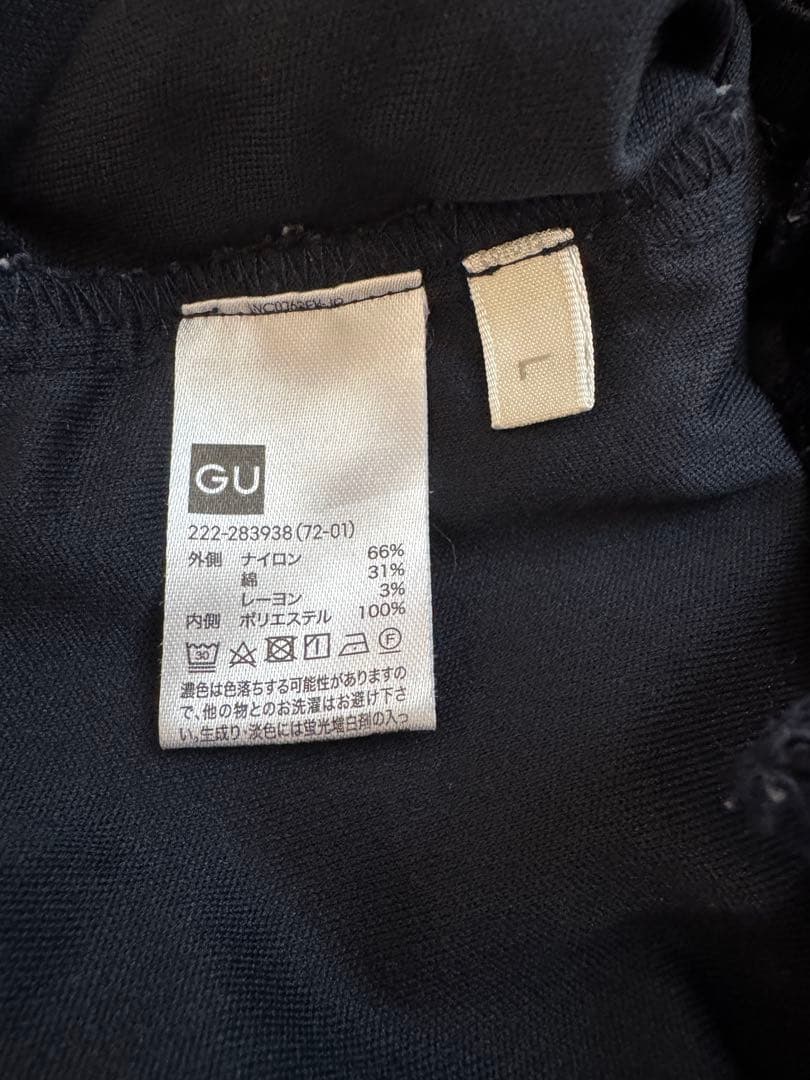 L
GU
222-283938(72-01)
外側 ナイロン 66%
綿 31%
レーヨン 3%
内側 ポリエステル 100%
30
F
濃色は色落ちする可能性がありますの
で、他の物とのお洗濯はお避け下さ
い。生成り・淡色には蛍光増白剤の入っ